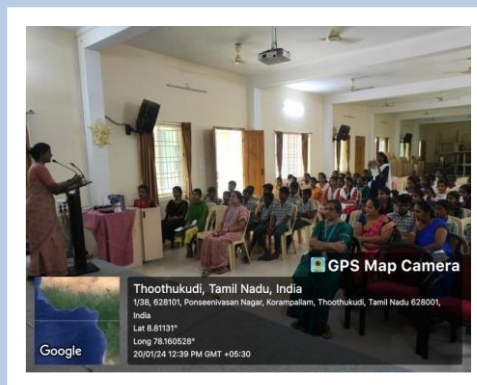 GPS Map Camera
Thoothukudi, Tamil Nadu, India
1/38, 628101, Ponseenivasan Nagar, Korampallam, Thoothukudi, Tamil Nadu 628001,
India
Lat 8.81131°
Long 78.160528°
20/01/24 12:39 PM GMT +05:30
Google